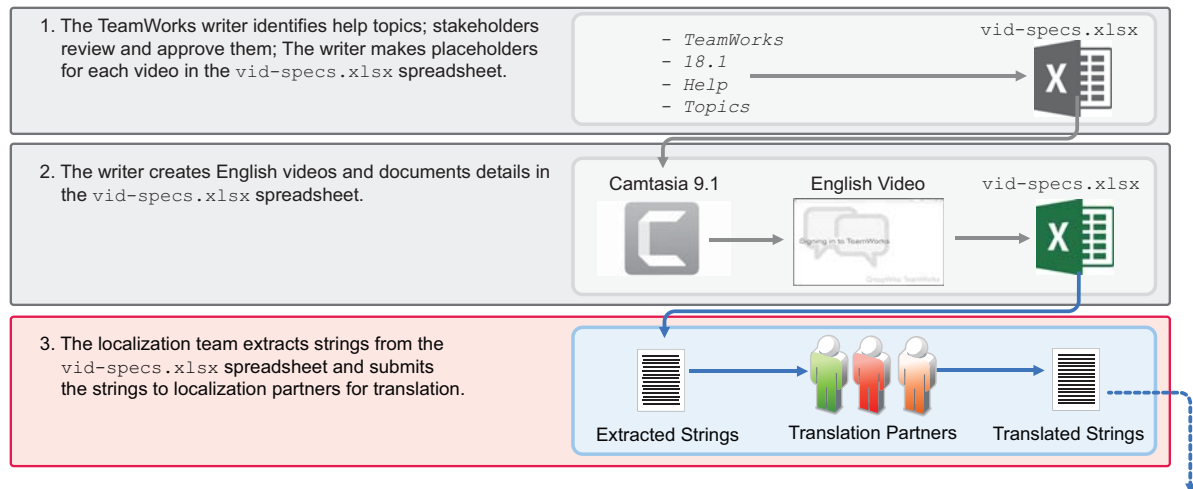 1. The TeamWorks writer identifies help topics; stakeholders
review and approve them; The writer makes placeholders
for each video in the vid-specs.xlsx spreadsheet.
- TeamWorks
- 18.1
- Help
- Topics
vid-specs.xlsx
X
2. The writer creates English videos and documents details in
the vid-specs.xlsx spreadsheet.
Camtasia 9.1
English Video
vid-specs.xlsx
Signing in to TeamWorks
GroupWise TeamWorks
X
3. The localization team extracts strings from the
vid-specs.xlsx spreadsheet and submits
the strings to localization partners for translation.
Extracted Strings
Translation Partners
Translated Strings